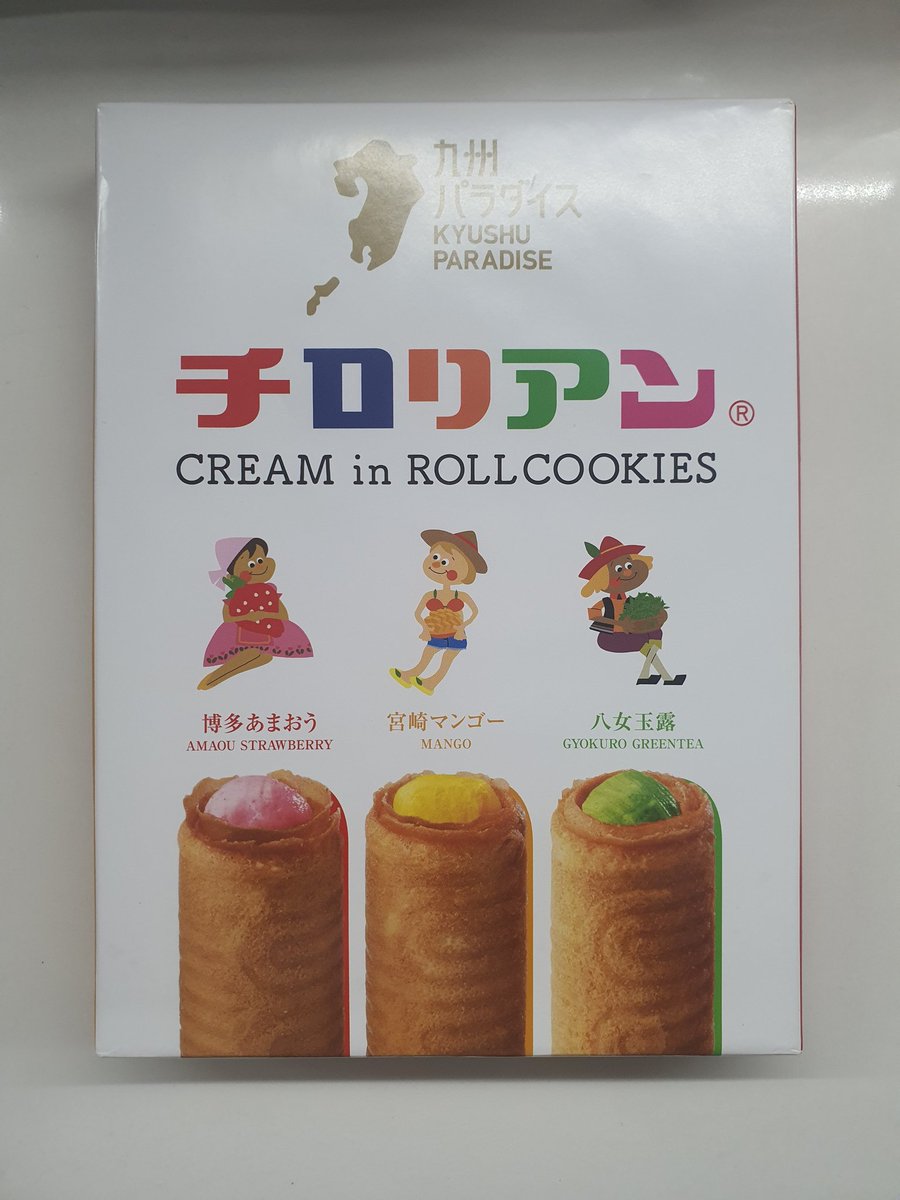 九州
パラダイス
KYUSHU
PARADISE
チロリアン®
CREAM in ROLLCOOKIES
博多あまおう
AMAOU STRAWBERRY
宮崎マンゴー
MANGO
八女玉露
GYOKURO GREENTEA